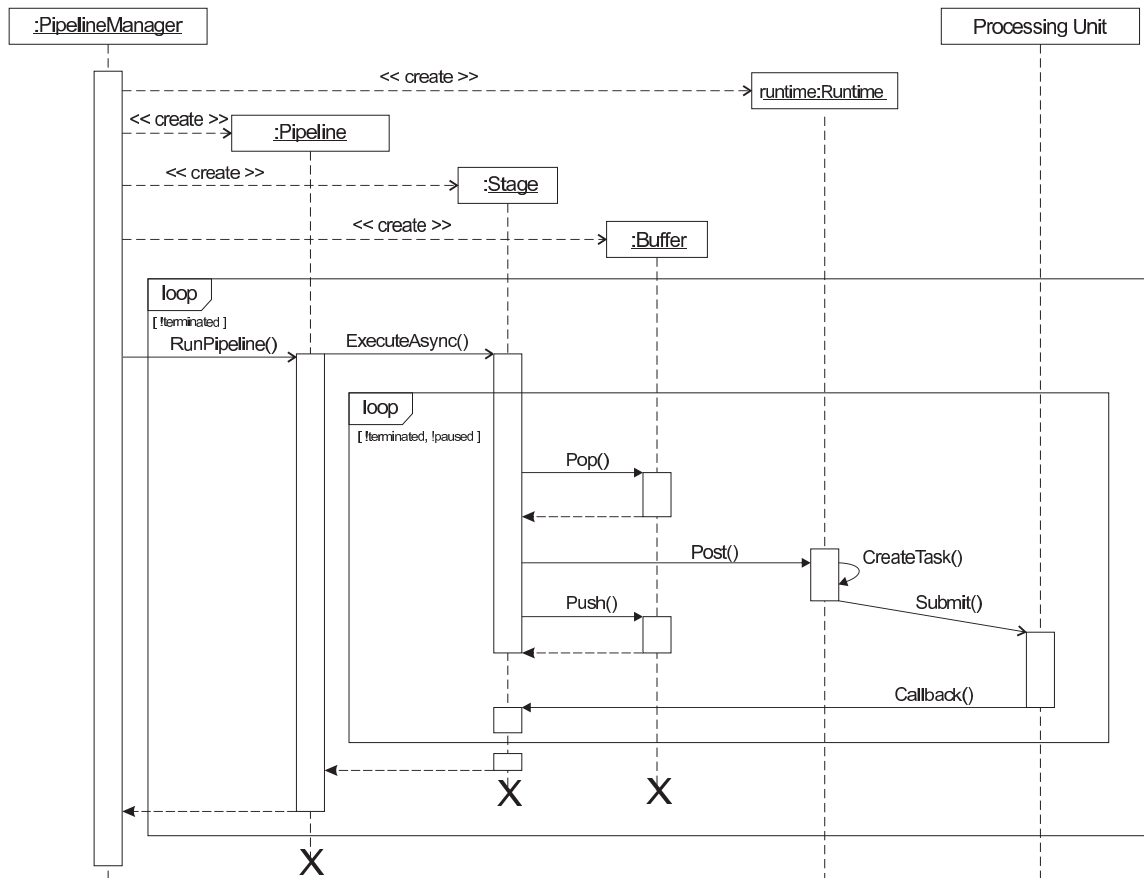 :PipelineManager
Processing Unit
<< create >>
runtime:Runtime
<< create >>
:Pipeline
<< create >>
:Stage
<< create >>
:Buffer
loop
[ !terminated ]
RunPipeline()
ExecuteAsync()
loop
[ !terminated, !paused ]
Pop()
Post()
CreateTask()
Push()
Submit()
Callback()
X
X
X